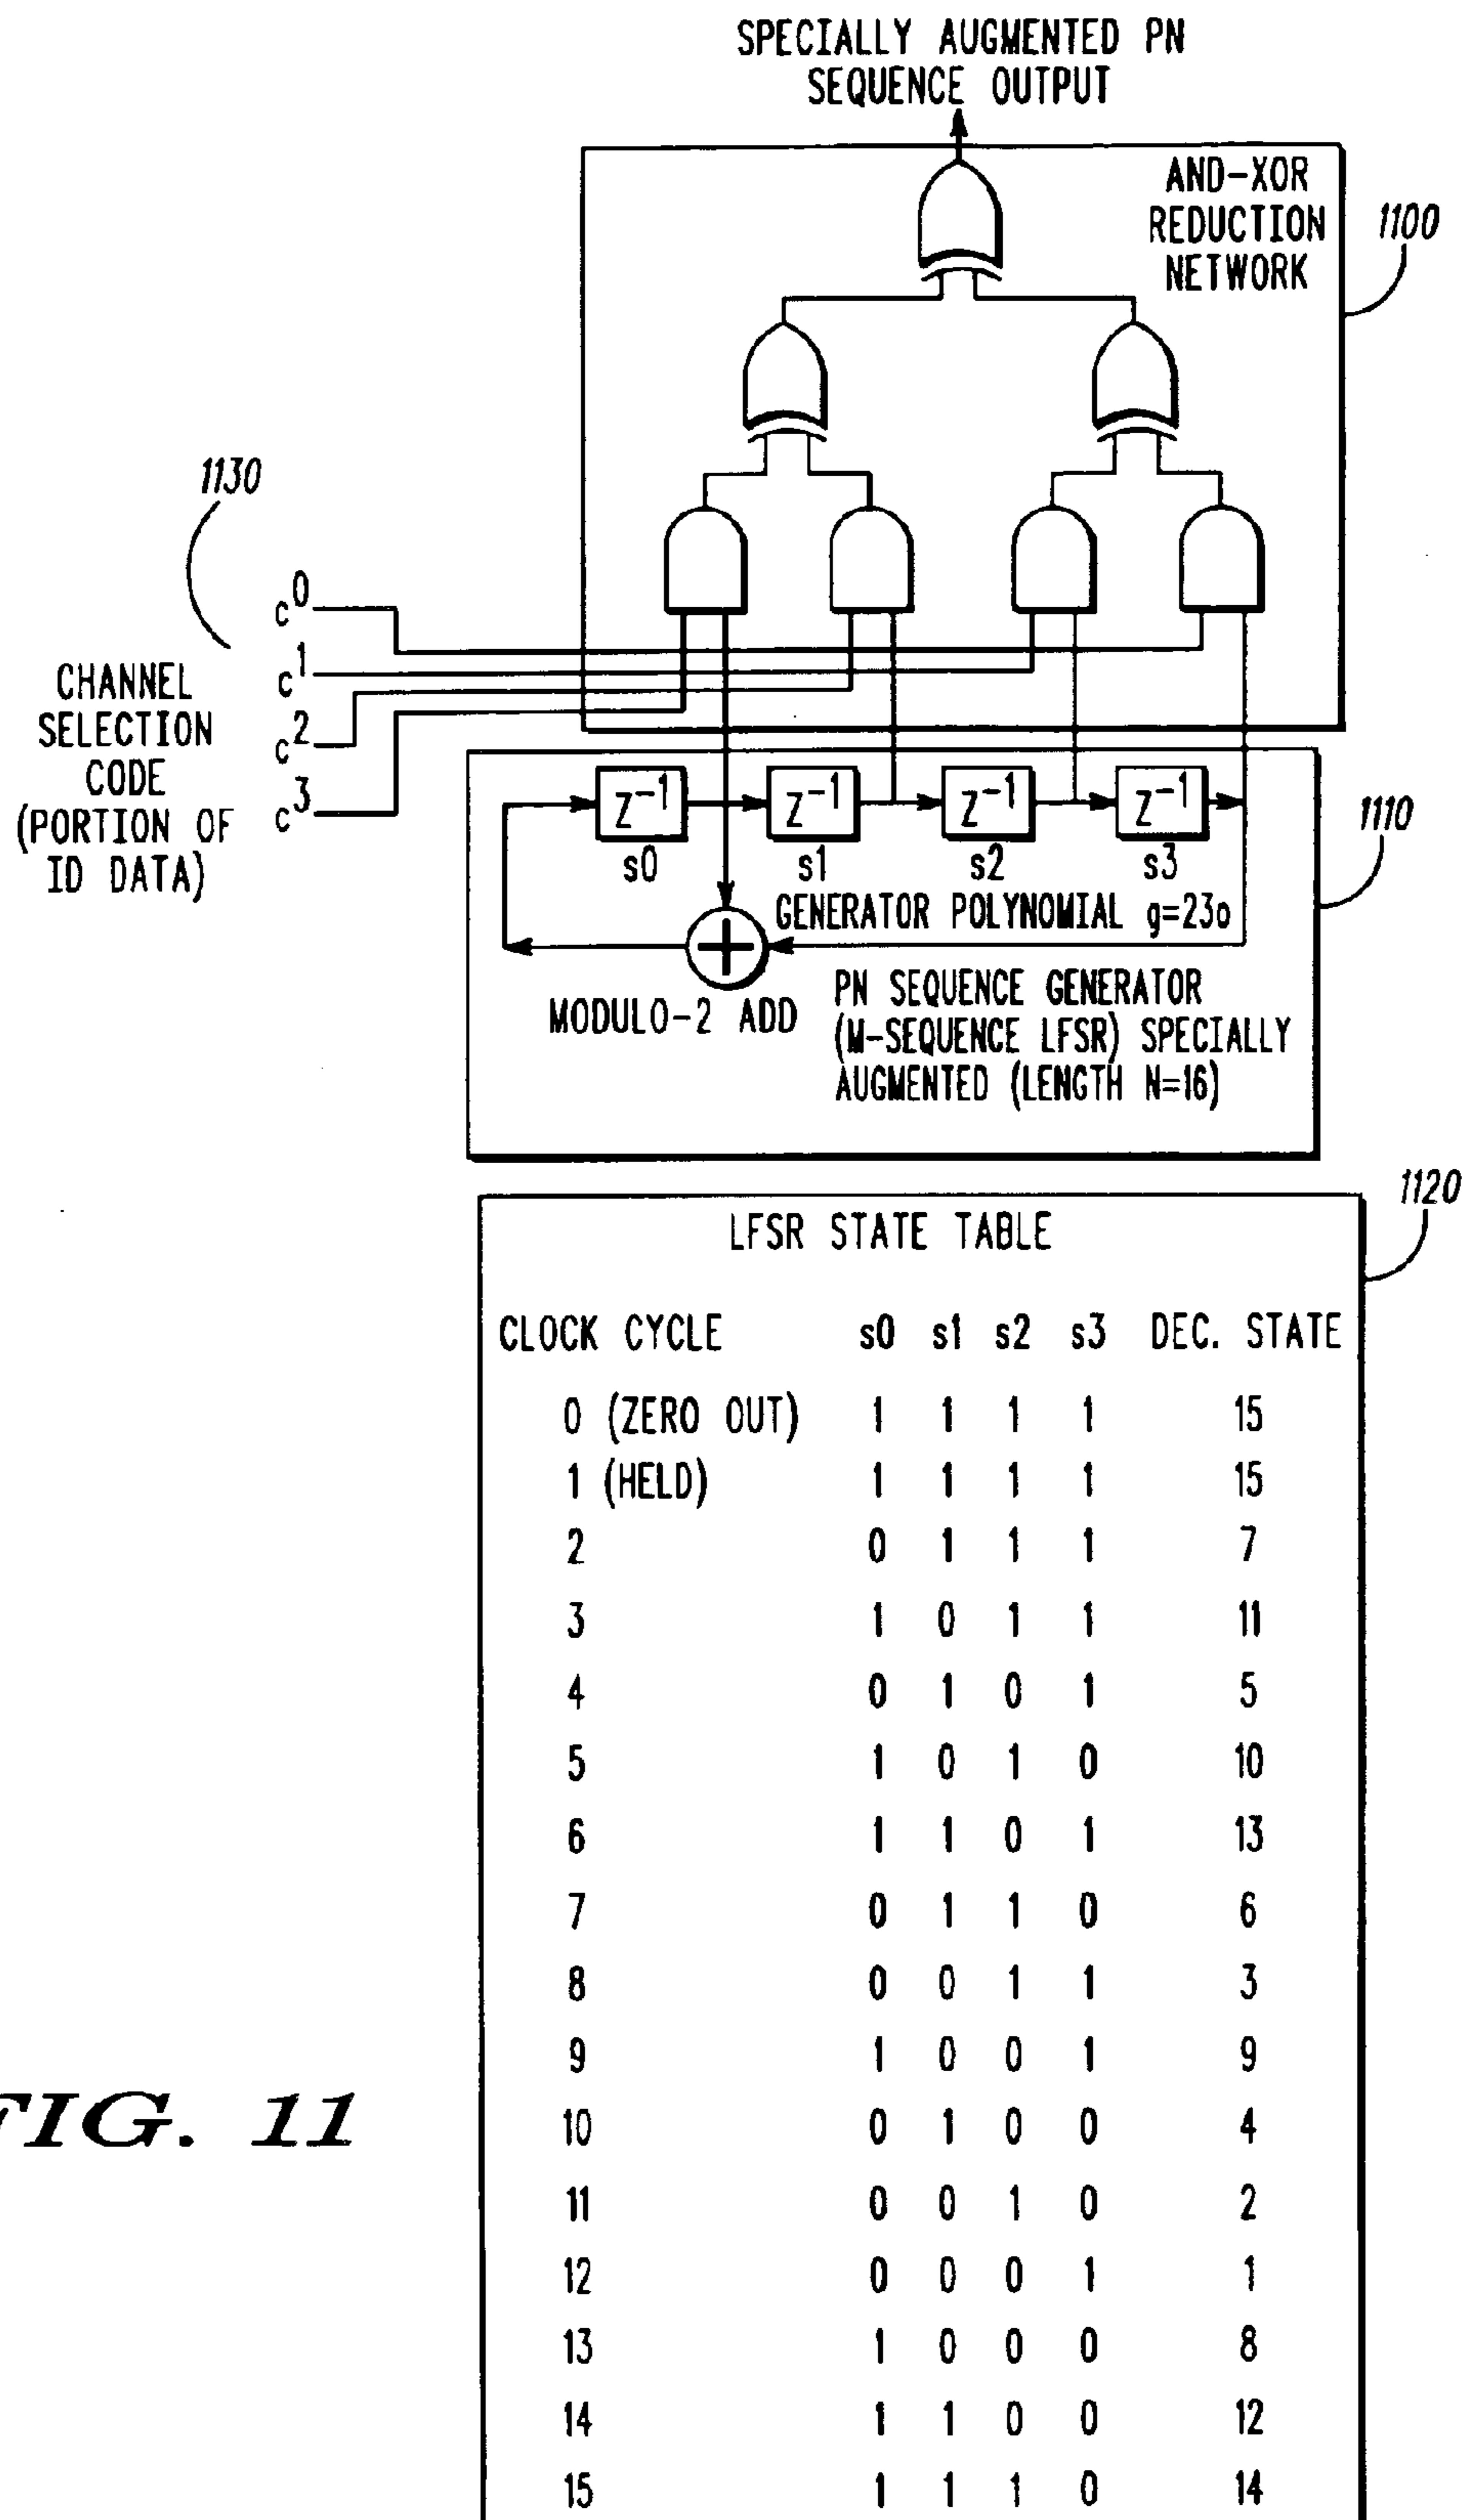 SPECIALLY AUGMENTED PN
SEQUENCE OUTPUT
AND-XOR
REDUCTION
NETWORK
1100
1130
c0
c1
c2
c3
CHANNEL
SELECTION
CODE
(PORTION OF
ID DATA)
z-1 z-1 z-1 z-1
s0 s1 s2 s3
1110
GENERATOR POLYNOMIAL g=23o
MODULO-2 ADD
PN SEQUENCE GENERATOR
(M-SEQUENCE LFSR) SPECIALLY
AUGMENTED (LENGTH N=16)
1120
LFSR STATE TABLE
CLOCK CYCLE s0 s1 s2 s3 DEC. STATE
0 (ZERO OUT) 1 1 1 1 15
1 (HELD) 1 1 1 1 15
2 0 1 1 1 7
3 1 0 1 1 11
4 0 1 0 1 5
5 1 0 1 0 10
6 1 1 0 1 13
7 0 1 1 0 6
8 0 0 1 1 3
9 1 0 0 1 9
10 0 1 0 0 4
11 0 0 1 0 2
12 0 0 0 1 1
13 1 0 0 0 8
14 1 1 0 0 12
15 1 1 1 0 14
FIG. 11